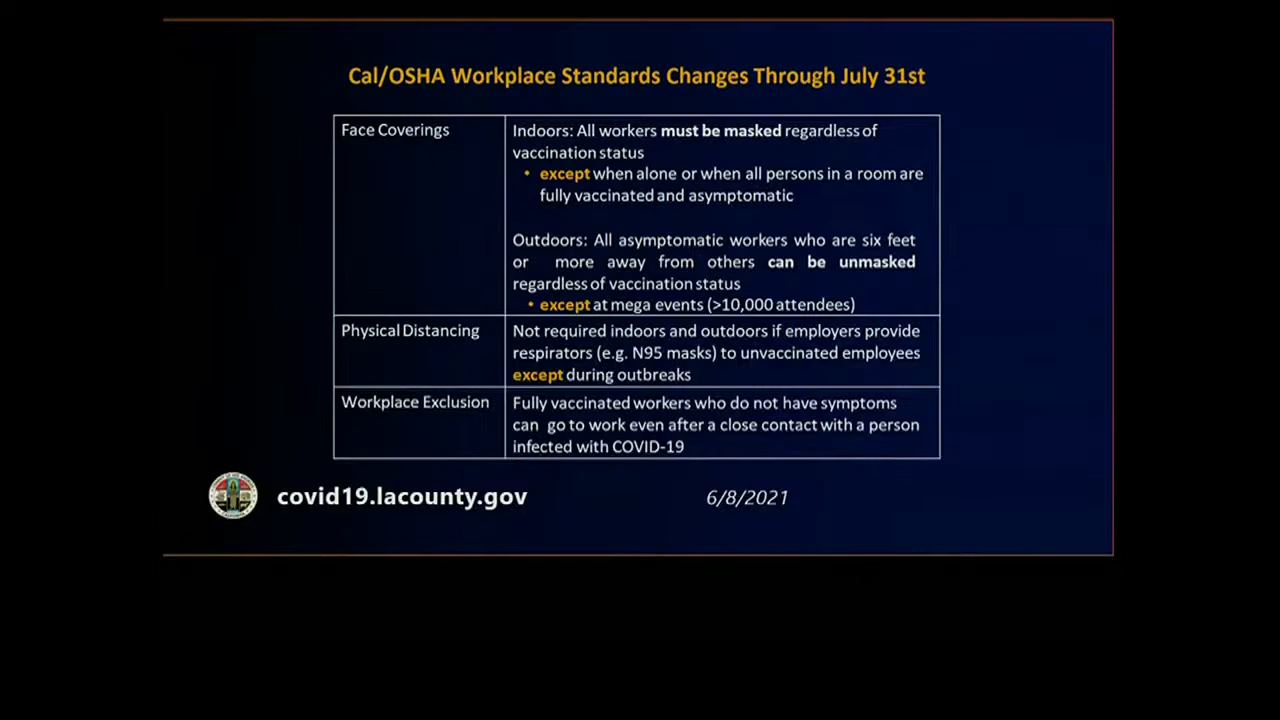 Cal/OSHA Workplace Standards Changes Through July 31st
Face Coverings
Indoors: All workers must be masked regardless of
vaccination status
• except when alone or when all persons in a room are
fully vaccinated and asymptomatic
Outdoors: All asymptomatic workers who are six feet
or more away from others can be unmasked
regardless of vaccination status
• except at mega events (>10,000 attendees)
Physical Distancing
Not required indoors and outdoors if employers provide
respirators (e.g. N95 masks) to unvaccinated employees
except during outbreaks
Workplace Exclusion
Fully vaccinated workers who do not have symptoms
can go to work even after a close contact with a person
infected with COVID-19
covid19.lacounty.gov
6/8/2021